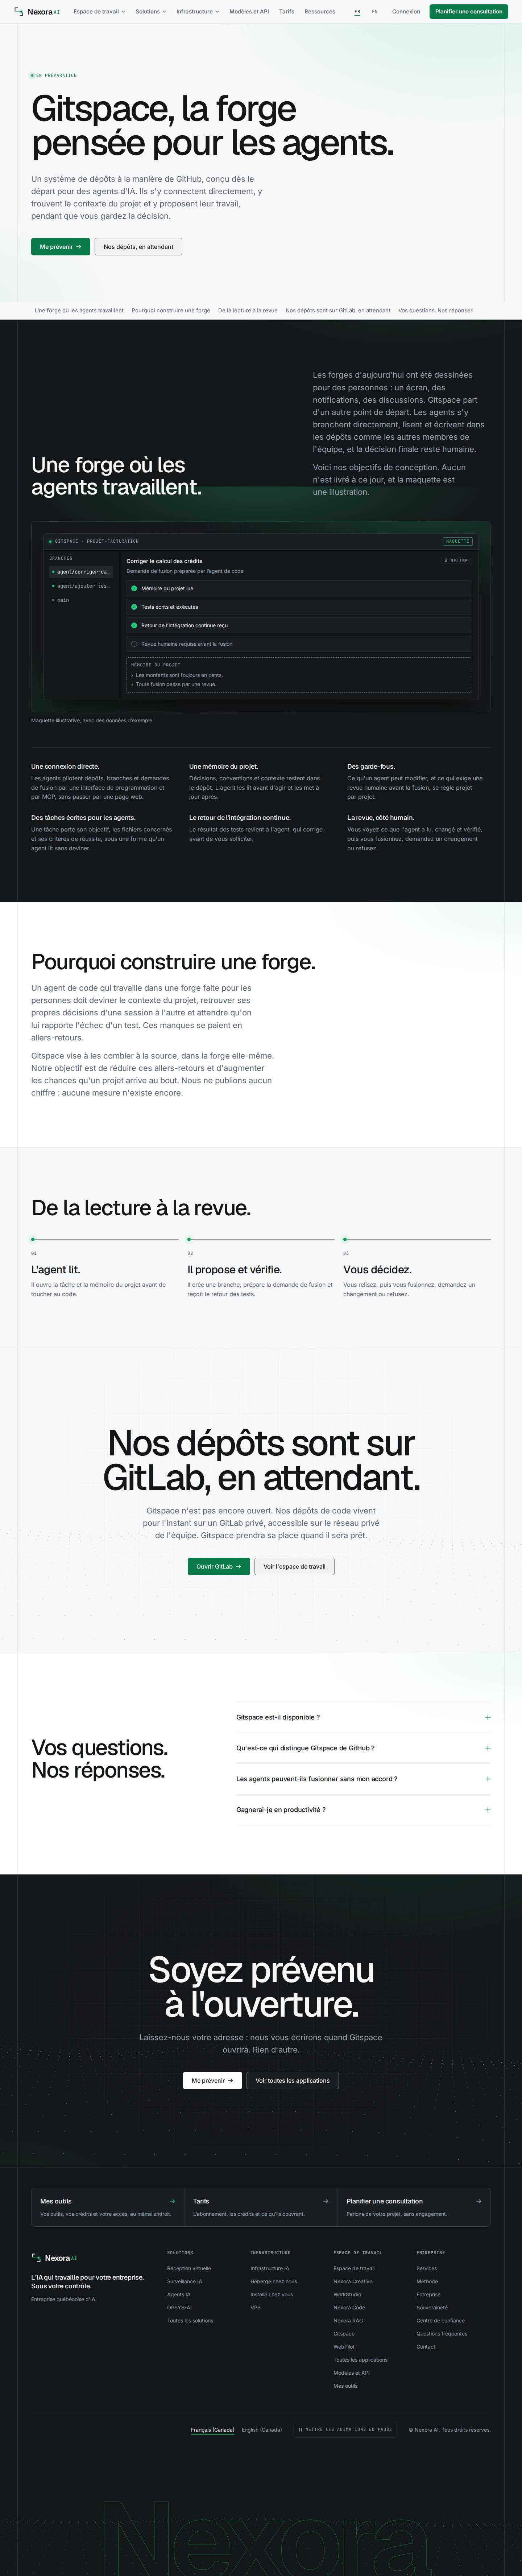 Nexora AI
Espace de travail
Solutions
Infrastructure
Modèles et API
Tarifs
Ressources
FR
EN
Connexion
Planifier une consultation
EN PRÉPARATION
Gitspace, la forge
pensée pour les agents.
Un système de dépôts à la manière de GitHub, conçu dès le
départ pour des agents d'IA. Ils s'y connectent directement, y
trouvent le contexte du projet et y proposent leur travail,
pendant que vous gardez la décision.
Me prévenir →
Nos dépôts, en attendant
Une forge où les agents travaillent
Pourquoi construire une forge
De la lecture à la revue
Nos dépôts sont sur GitLab, en attendant
Vos questions. Nos réponses
Les forges d'aujourd'hui ont été dessinées
pour des personnes : un écran, des
notifications, des discussions. Gitspace part
d'un autre point de départ. Les agents s'y
branchent directement, lisent et écrivent dans
les dépôts comme les autres membres de
l'équipe, et la décision finale reste humaine.
Voici nos objectifs de conception. Aucun
n'est livré à ce jour, et la maquette est
une illustration.
Une forge où les
agents travaillent.
GITSPACE · PROJET-FACTURATION
MAQUETTE
BRANCHES
agent/corriger-ca…
agent/ajouter-tes…
main
Corriger le calcul des crédits
À RELIRE
Demande de fusion préparée par l'agent de code
Mémoire du projet lue
Tests écrits et exécutés
Retour de l'intégration continue reçu
Revue humaine requise avant la fusion
MÉMOIRE DU PROJET
Les montants sont toujours en cents.
Toute fusion passe par une revue.
Maquette illustrative, avec des données d'exemple.
Une connexion directe.
Les agents pilotent dépôts, branches et demandes
de fusion par une interface de programmation et
par MCP, sans passer par une page web.
Une mémoire du projet.
Décisions, conventions et contexte restent dans
le dépôt. L'agent les lit avant d'agir et les met à
jour après.
Des garde-fous.
Ce qu'un agent peut modifier, et ce qui exige une
revue humaine avant la fusion, se règle projet
par projet.
Des tâches écrites pour les agents.
Une tâche porte son objectif, les fichiers concernés
et ses critères de réussite, sous une forme qu'un
agent lit sans deviner.
Le retour de l'intégration continue.
Le résultat des tests revient à l'agent, qui corrige
avant de vous solliciter.
La revue, côté humain.
Vous voyez ce que l'agent a lu, changé et vérifié,
puis vous fusionnez, demandez un changement
ou refusez.
Pourquoi construire une forge.
Un agent de code qui travaille dans une forge faite pour les
personnes doit deviner le contexte du projet, retrouver ses
propres décisions d'une session à l'autre et attendre qu'on
lui rapporte l'échec d'un test. Ces manques se paient en
allers-retours.
Gitspace vise à les combler à la source, dans la forge elle-même.
Notre objectif est de réduire ces allers-retours et d'augmenter
les chances qu'un projet arrive au bout. Nous ne publions aucun
chiffre : aucune mesure n'existe encore.
De la lecture à la revue.
01
L'agent lit.
Il ouvre la tâche et la mémoire du projet avant de
toucher au code.
02
Il propose et vérifie.
Il crée une branche, prépare la demande de fusion et
reçoit le retour des tests.
03
Vous décidez.
Vous relisez, puis vous fusionnez, demandez un
changement ou refusez.
Nos dépôts sont sur
GitLab, en attendant.
Gitspace n'est pas encore ouvert. Nos dépôts de code vivent
pour l'instant sur un GitLab privé, accessible sur le réseau privé
de l'équipe. Gitspace prendra sa place quand il sera prêt.
Ouvrir GitLab →
Voir l'espace de travail
Vos questions.
Nos réponses.
Gitspace est-il disponible ?
Qu'est-ce qui distingue Gitspace de GitHub ?
Les agents peuvent-ils fusionner sans mon accord ?
Gagnerai-je en productivité ?
Soyez prévenu
à l'ouverture.
Laissez-nous votre adresse : nous vous écrirons quand Gitspace
ouvrira. Rien d'autre.
Me prévenir →
Voir toutes les applications
Mes outils →
Vos outils, vos crédits et votre accès, au même endroit.
Tarifs →
L'abonnement, les crédits et ce qu'ils couvrent.
Planifier une consultation →
Parlons de votre projet, sans engagement.
Nexora AI
L'IA qui travaille pour votre entreprise.
Sous votre contrôle.
Entreprise québécoise d'IA.
SOLUTIONS
Réception virtuelle
Surveillance IA
Agents IA
OPSYS-AI
Toutes les solutions
INFRASTRUCTURE
Infrastructure IA
Hébergé chez nous
Installé chez vous
VPS
ESPACE DE TRAVAIL
Espace de travail
Nexora Creative
WorkStudio
Nexora Code
Nexora RAG
Gitspace
WebPilot
Toutes les applications
Modèles et API
Mes outils
ENTREPRISE
Services
Méthode
Entreprise
Souveraineté
Centre de confiance
Questions fréquentes
Contact
Français (Canada)
English (Canada)
METTRE LES ANIMATIONS EN PAUSE
© Nexora AI. Tous droits réservés.
Nexora